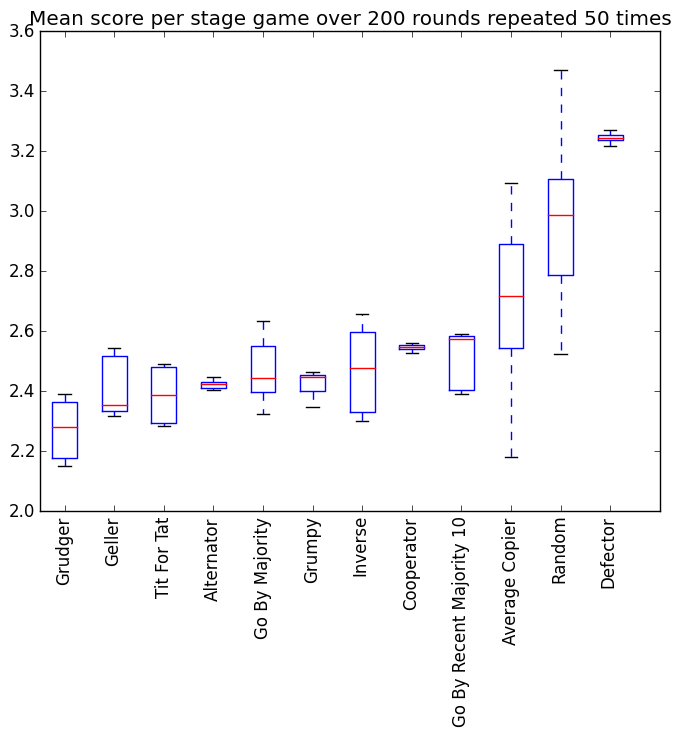 Mean score per stage game over 200 rounds repeated 50 times
3.6
3.4
3.2
3.0
2.8
2.6
2.4
2.2
2.0
Grudger
Geller
Tit For Tat
Alternator
Go By Majority
Grumpy
Inverse
Cooperator
Go By Recent Majority 10
Average Copier
Random
Defector